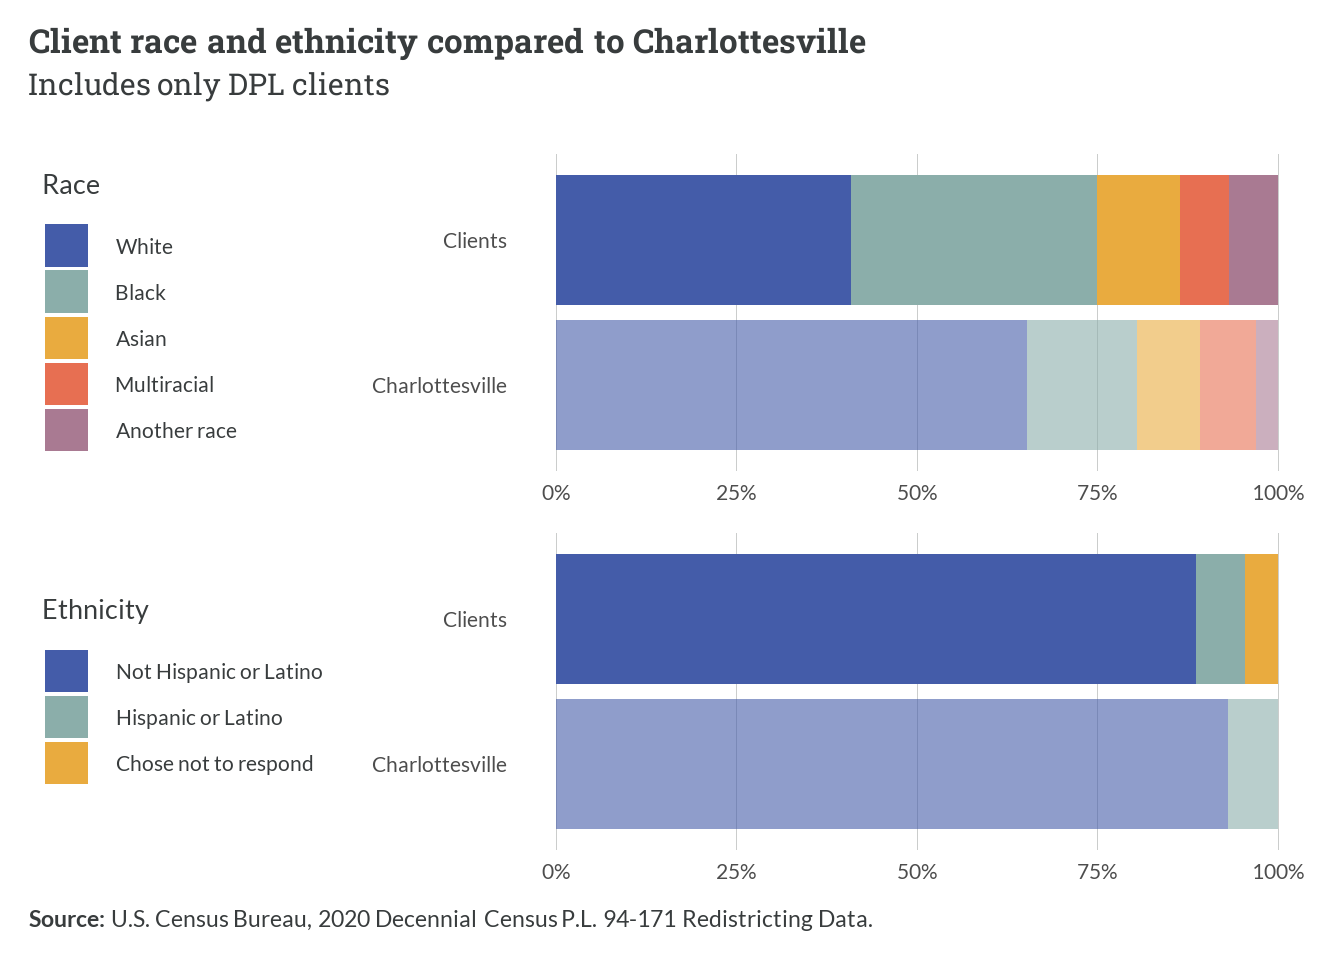 Client race and ethnicity compared to Charlottesville
Includes only DPL clients
Race
White
Black
Asian
Multiracial
Another race
Clients
Charlottesville
0% 25% 50% 75% 100%
Ethnicity
Not Hispanic or Latino
Hispanic or Latino
Chose not to respond
Clients
Charlottesville
0% 25% 50% 75% 100%
Source: U.S. Census Bureau, 2020 Decennial Census P.L. 94-171 Redistricting Data.